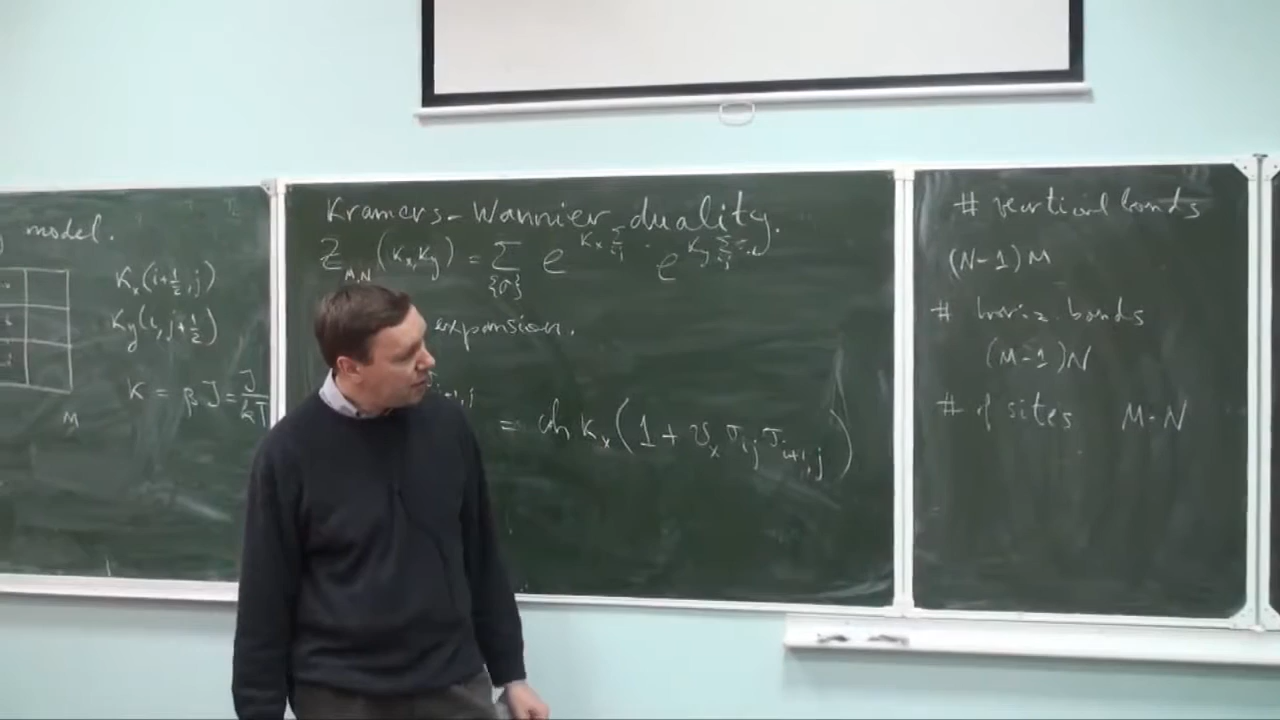 model.
K_x(i+½,j)
K_y(i,j+½)
K = βJ = J/kT
M
Kramers-Wannier duality.
Z_{M,N} (K_x,K_y) = Σ_{σ} e^{K_x Σ} · e^{K_y Σ}
expansion.
= ch K_x (1 + v_x σ_{ij} σ_{i+1,j})
# vertical bonds
(N-1)M
# horiz. bonds
(M-1)N
# of sites M·N